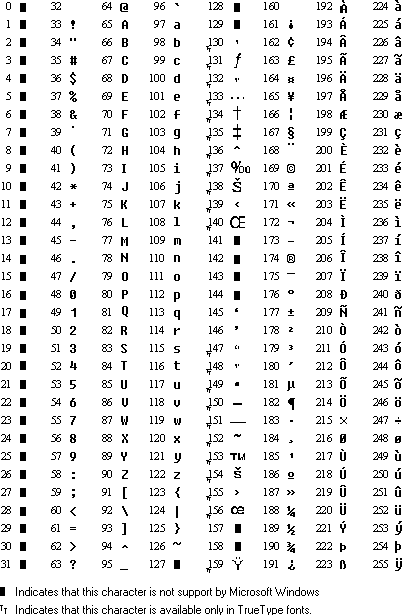 0 ■ 32 64 @ 96 ` 128 ■ 160 192 À 224 à
1 ■ 33 ! 65 A 97 a 129 ■ 161 ¡ 193 Á 225 á
2 ■ 34 " 66 B 98 b 130 ‚ 162 ¢ 194 Â 226 â
3 ■ 35 # 67 C 99 c 131 ƒ 163 £ 195 Ã 227 ã
4 ■ 36 $ 68 D 100 d 132 „ 164 ¤ 196 Ä 228 ä
5 ■ 37 % 69 E 101 e 133 … 165 ¥ 197 Å 229 å
6 ■ 38 & 70 F 102 f 134 † 166 ¦ 198 Æ 230 æ
7 ■ 39 ' 71 G 103 g 135 ‡ 167 § 199 Ç 231 ç
8 ■ 40 ( 72 H 104 h 136 ˆ 168 ¨ 200 È 232 è
9 ■ 41 ) 73 I 105 i 137 ‰ 169 © 201 É 233 é
10 ■ 42 * 74 J 106 j 138 Š 170 ª 202 Ê 234 ê
11 ■ 43 + 75 K 107 k 139 ‹ 171 « 203 Ë 235 ë
12 ■ 44 , 76 L 108 l 140 Œ 172 ¬ 204 Ì 236 ì
13 ■ 45 - 77 M 109 m 141 ■ 173 - 205 Í 237 í
14 ■ 46 . 78 N 110 n 142 ■ 174 ® 206 Î 238 î
15 ■ 47 / 79 O 111 o 143 ■ 175 ¯ 207 Ï 239 ï
16 ■ 48 0 80 P 112 p 144 ■ 176 ° 208 Ð 240 ð
17 ■ 49 1 81 Q 113 q 145 ‘ 177 ± 209 Ñ 241 ñ
18 ■ 50 2 82 R 114 r 146 ’ 178 ² 210 Ò 242 ò
19 ■ 51 3 83 S 115 s 147 “ 179 ³ 211 Ó 243 ó
20 ■ 52 4 84 T 116 t 148 ” 180 ´ 212 Ô 244 ô
21 ■ 53 5 85 U 117 u 149 • 181 µ 213 Õ 245 õ
22 ■ 54 6 86 V 118 v 150 – 182 ¶ 214 Ö 246 ö
23 ■ 55 7 87 W 119 w 151 — 183 · 215 × 247 ÷
24 ■ 56 8 88 X 120 x 152 ˜ 184 ¸ 216 Ø 248 ø
25 ■ 57 9 89 Y 121 y 153 ™ 185 ¹ 217 Ù 249 ù
26 ■ 58 : 90 Z 122 z 154 š 186 º 218 Ú 250 ú
27 ■ 59 ; 91 [ 123 { 155 › 187 » 219 Û 251 û
28 ■ 60 < 92 \ 124 | 156 œ 188 ¼ 220 Ü 252 ü
29 ■ 61 = 93 ] 125 } 157 ■ 189 ½ 221 Ý 253 ý
30 ■ 62 > 94 ^ 126 ~ 158 ■ 190 ¾ 222 Þ 254 þ
31 ■ 63 ? 95 _ 127 ■ 159 Ÿ 191 ¿ 223 ß 255 ÿ
■ Indicates that this character is not support by Microsoft Windows
TT Indicates that this character is available only in TrueType fonts.